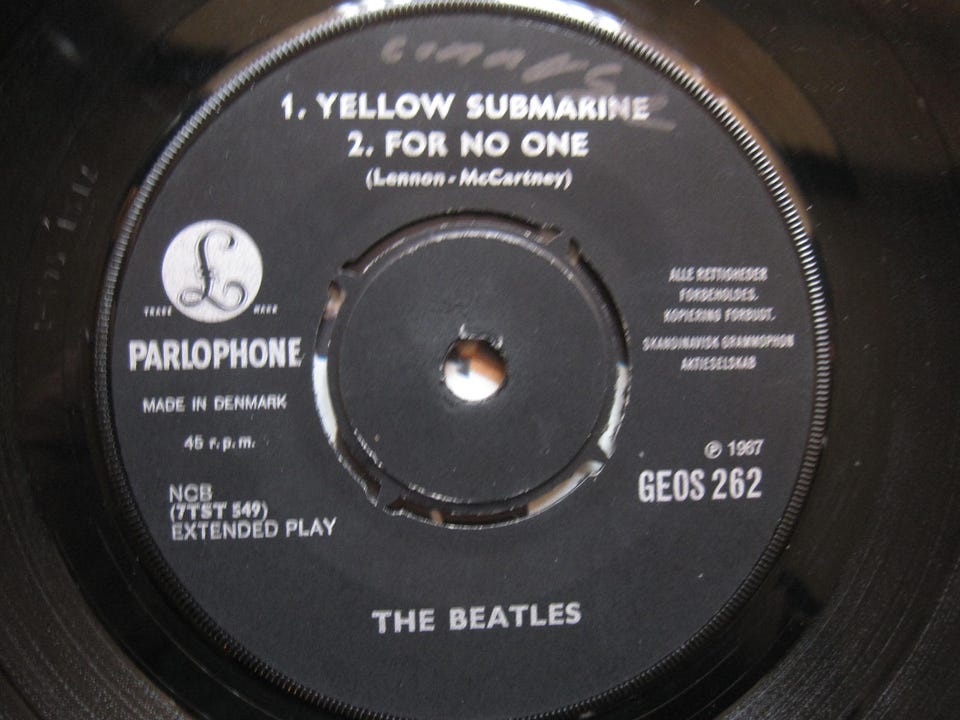 1. YELLOW SUBMARINE
2. FOR NO ONE
(Lennon - McCartney)
£
TRADE MARK
PARLOPHONE
MADE IN DENMARK
45 r.p.m.
NCB
(7TST 549)
EXTENDED PLAY
ALLE RETTIGHEDER
FORBEHOLDES.
KOPIERING FORBUDT.
SKANDINAVISK GRAMMOPHON
AKTIESELSKAB
℗ 1967
GEOS 262
THE BEATLES